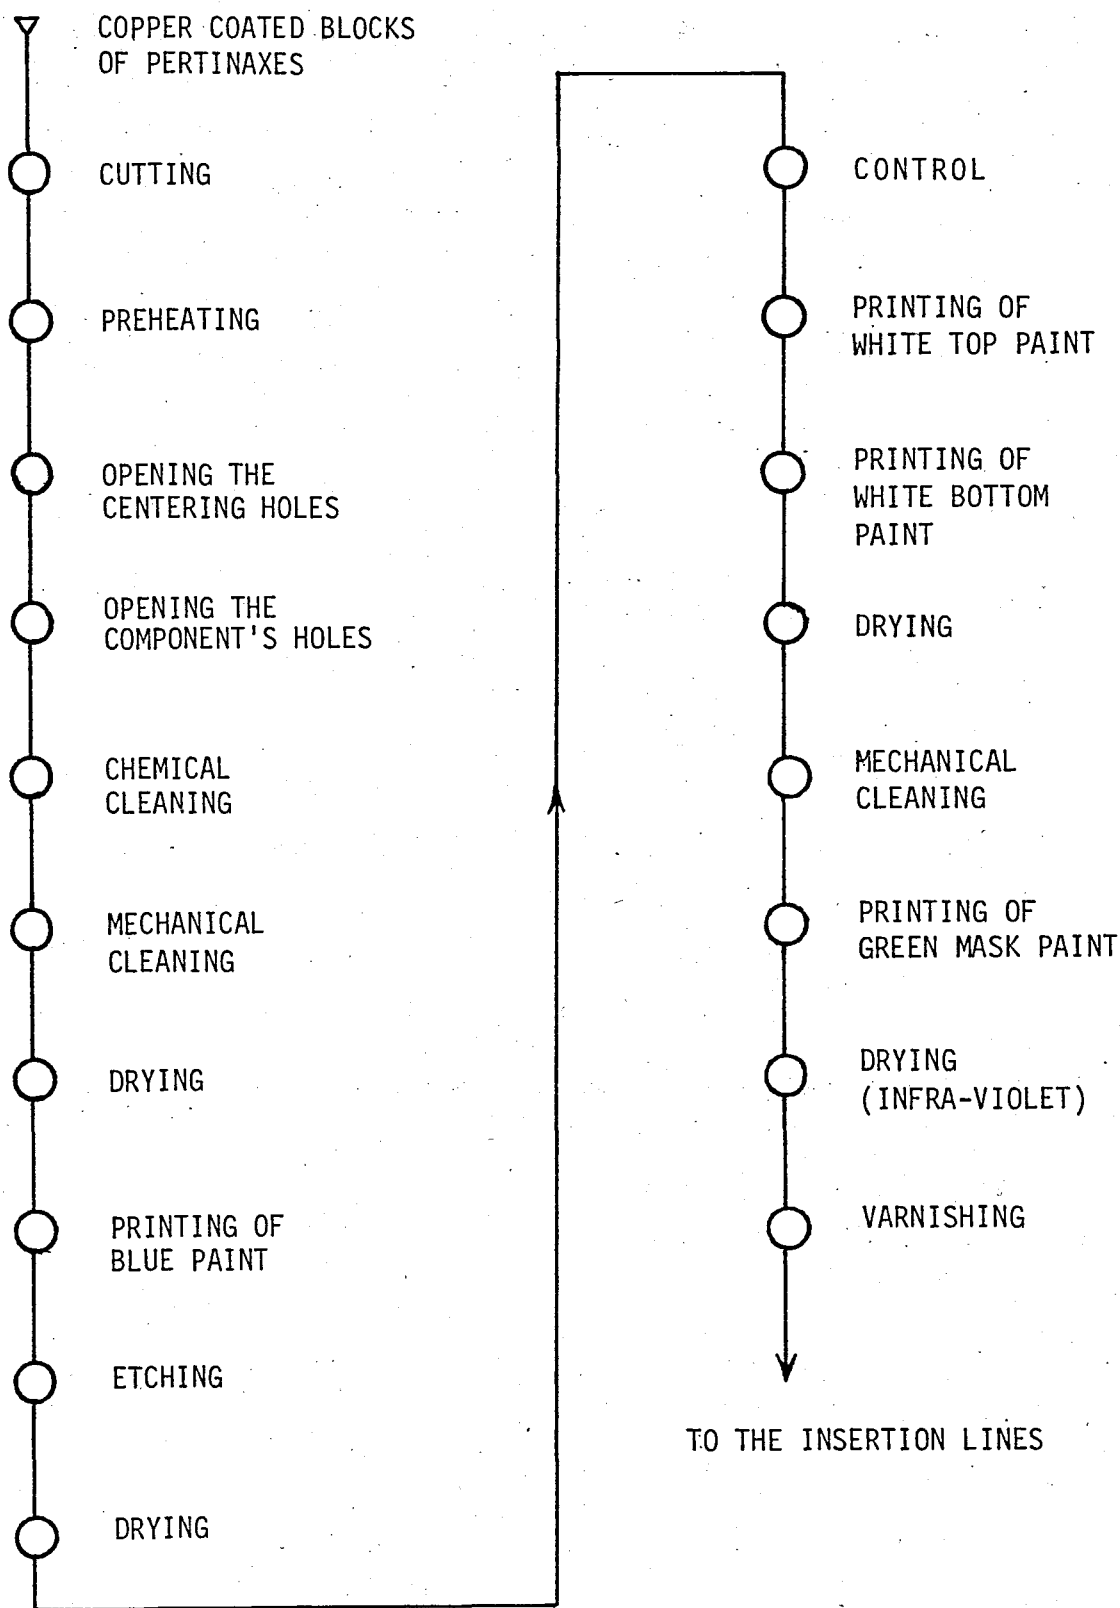 COPPER COATED BLOCKS
OF PERTINAXES
CUTTING
PREHEATING
OPENING THE
CENTERING HOLES
OPENING THE
COMPONENT'S HOLES
CHEMICAL
CLEANING
MECHANICAL
CLEANING
DRYING
PRINTING OF
BLUE PAINT
ETCHING
DRYING
CONTROL
PRINTING OF
WHITE TOP PAINT
PRINTING OF
WHITE BOTTOM
PAINT
DRYING
MECHANICAL
CLEANING
PRINTING OF
GREEN MASK PAINT
DRYING
(INFRA-VIOLET)
VARNISHING
TO THE INSERTION LINES